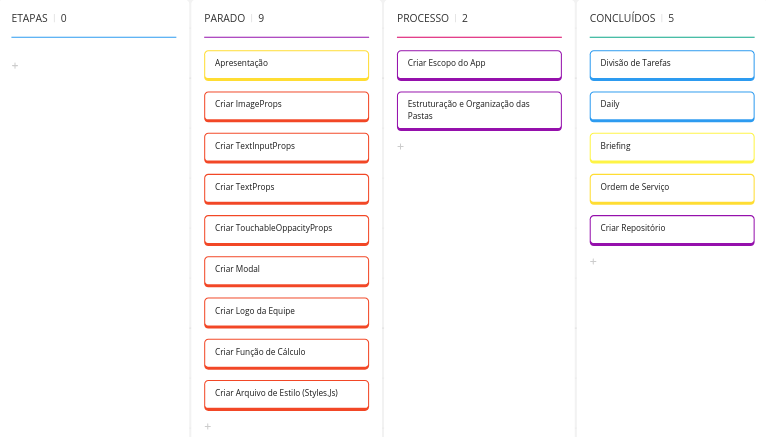 ETAPAS 0
+
PARADO 9
Apresentação
Criar ImageProps
Criar TextInputProps
Criar TextProps
Criar TouchableOppacityProps
Criar Modal
Criar Logo da Equipe
Criar Função de Cálculo
Criar Arquivo de Estilo (Styles.Js)
+
PROCESSO 2
Criar Escopo do App
Estruturação e Organização das
Pastas
+
CONCLUÍDOS 5
Divisão de Tarefas
Daily
Briefing
Ordem de Serviço
Criar Repositório
+